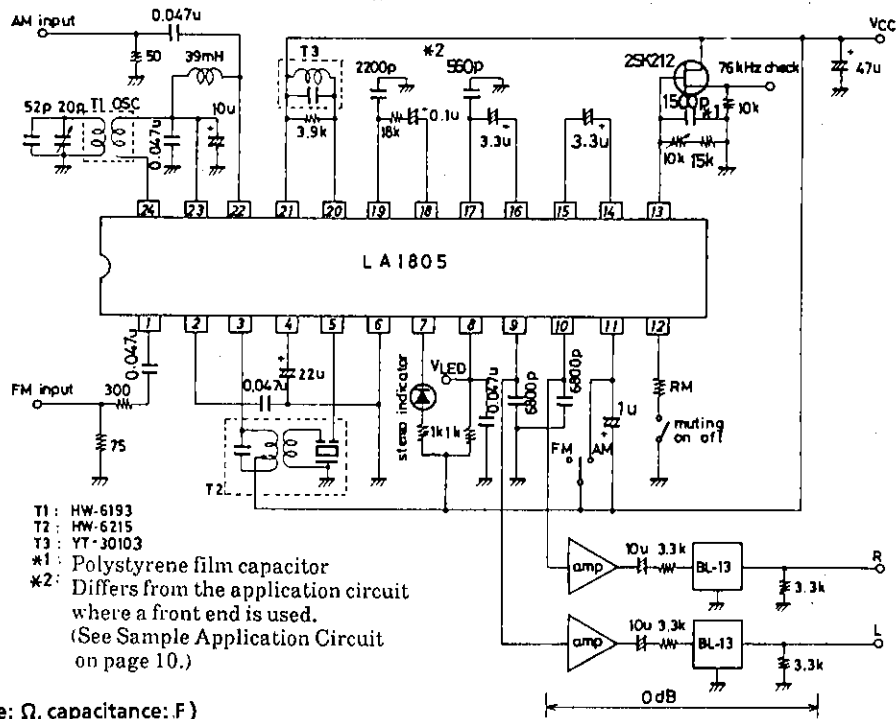 AM input
0.047u
50
39mH
52p 20p T1 OSC
0.047u
10u
T3
3.9k
*2
2200p
18k
0.1u
560p
3.3u
3.3u
2SK212
1500p *1
10k 15k
76kHz check
10k
VCC
47u
24 23 22 21 20 19 18 17 16 15 14 13
LA1805
1 2 3 4 5 6 7 8 9 10 11 12
0.047u
FM input
300
75
0.047u
22u
T2
stereo indicator
VLED
1k 1k
0.047u
6800p
6800p
FM AM
1u
RM
muting
on off
T1 : HW-6193
T2 : HW-6215
T3 : YT-30103
*1 : Polystyrene film capacitor
*2 : Differs from the application circuit
where a front end is used.
(See Sample Application Circuit
on page 10.)
amp 10u 3.3k BL-13 R
3.3k
amp 10u 3.3k BL-13 L
3.3k
0dB
e: Ω, capacitance: F)